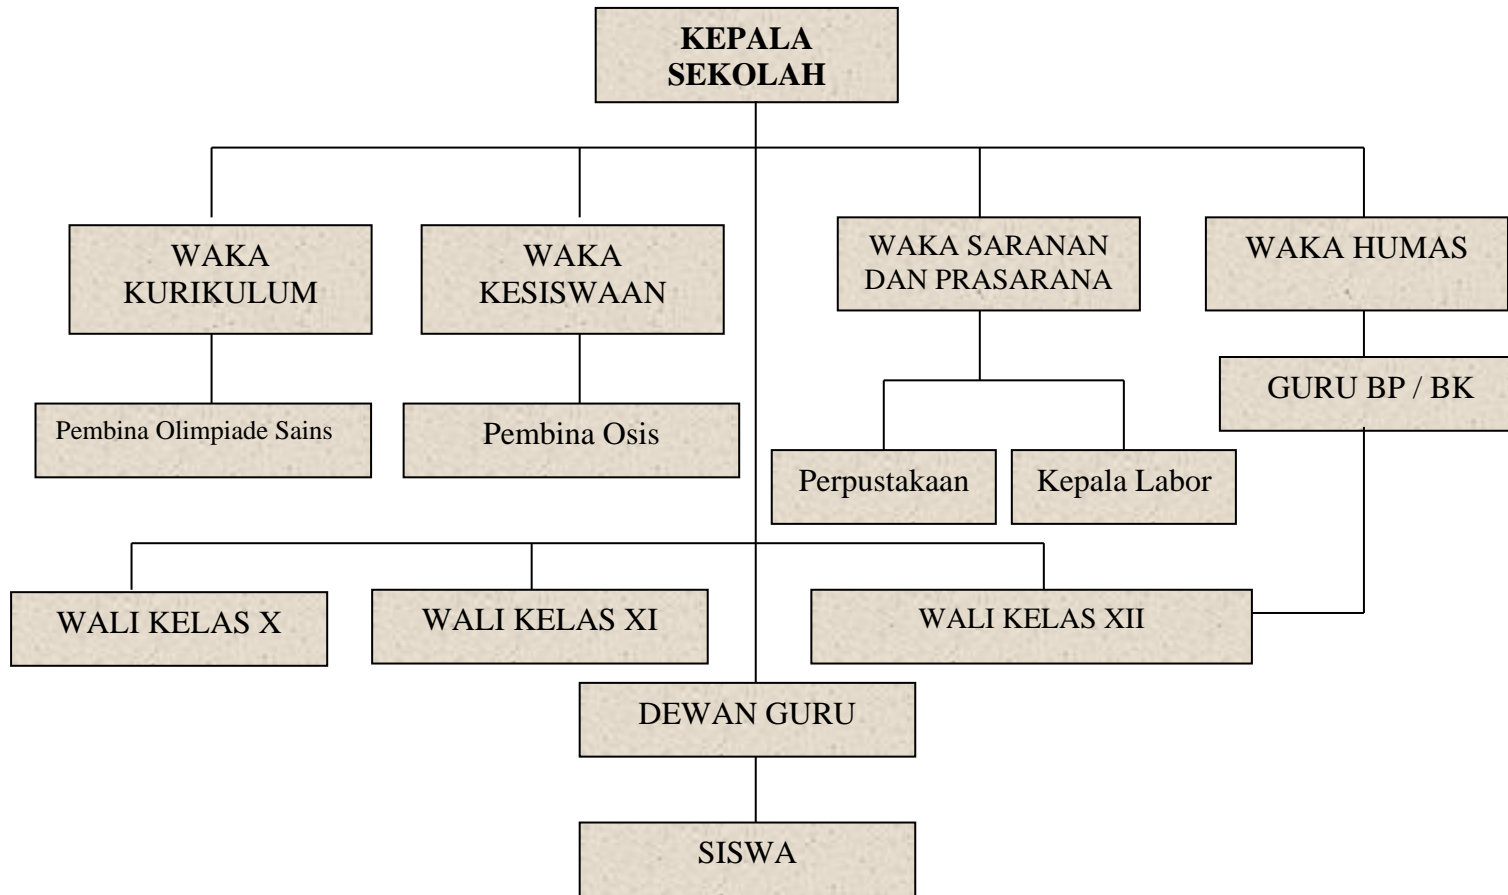 KEPALA
SEKOLAH
WAKA
KURIKULUM
WAKA
KESISWAAN
WAKA SARANAN
DAN PRASARANA
WAKA HUMAS
GURU BP / BK
Pembina Olimpiade Sains
Pembina Osis
Perpustakaan
Kepala Labor
WALI KELAS X
WALI KELAS XI
WALI KELAS XII
DEWAN GURU
SISWA